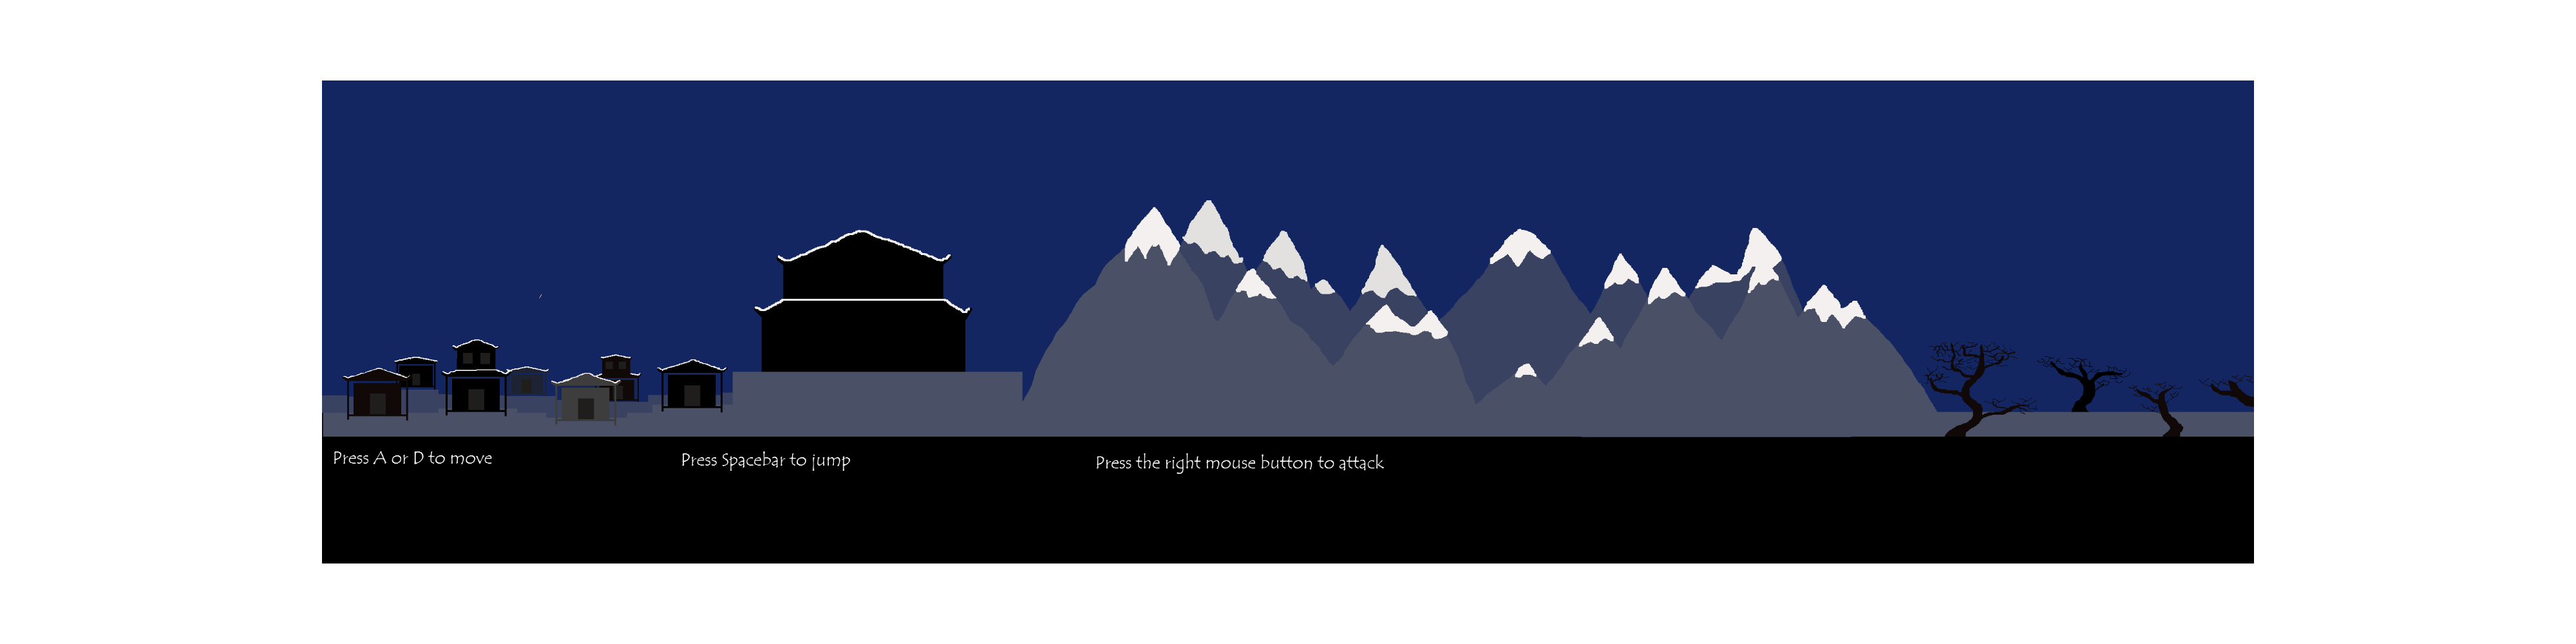 Press A or D to move
Press Spacebar to jump
Press the right mouse button to attack